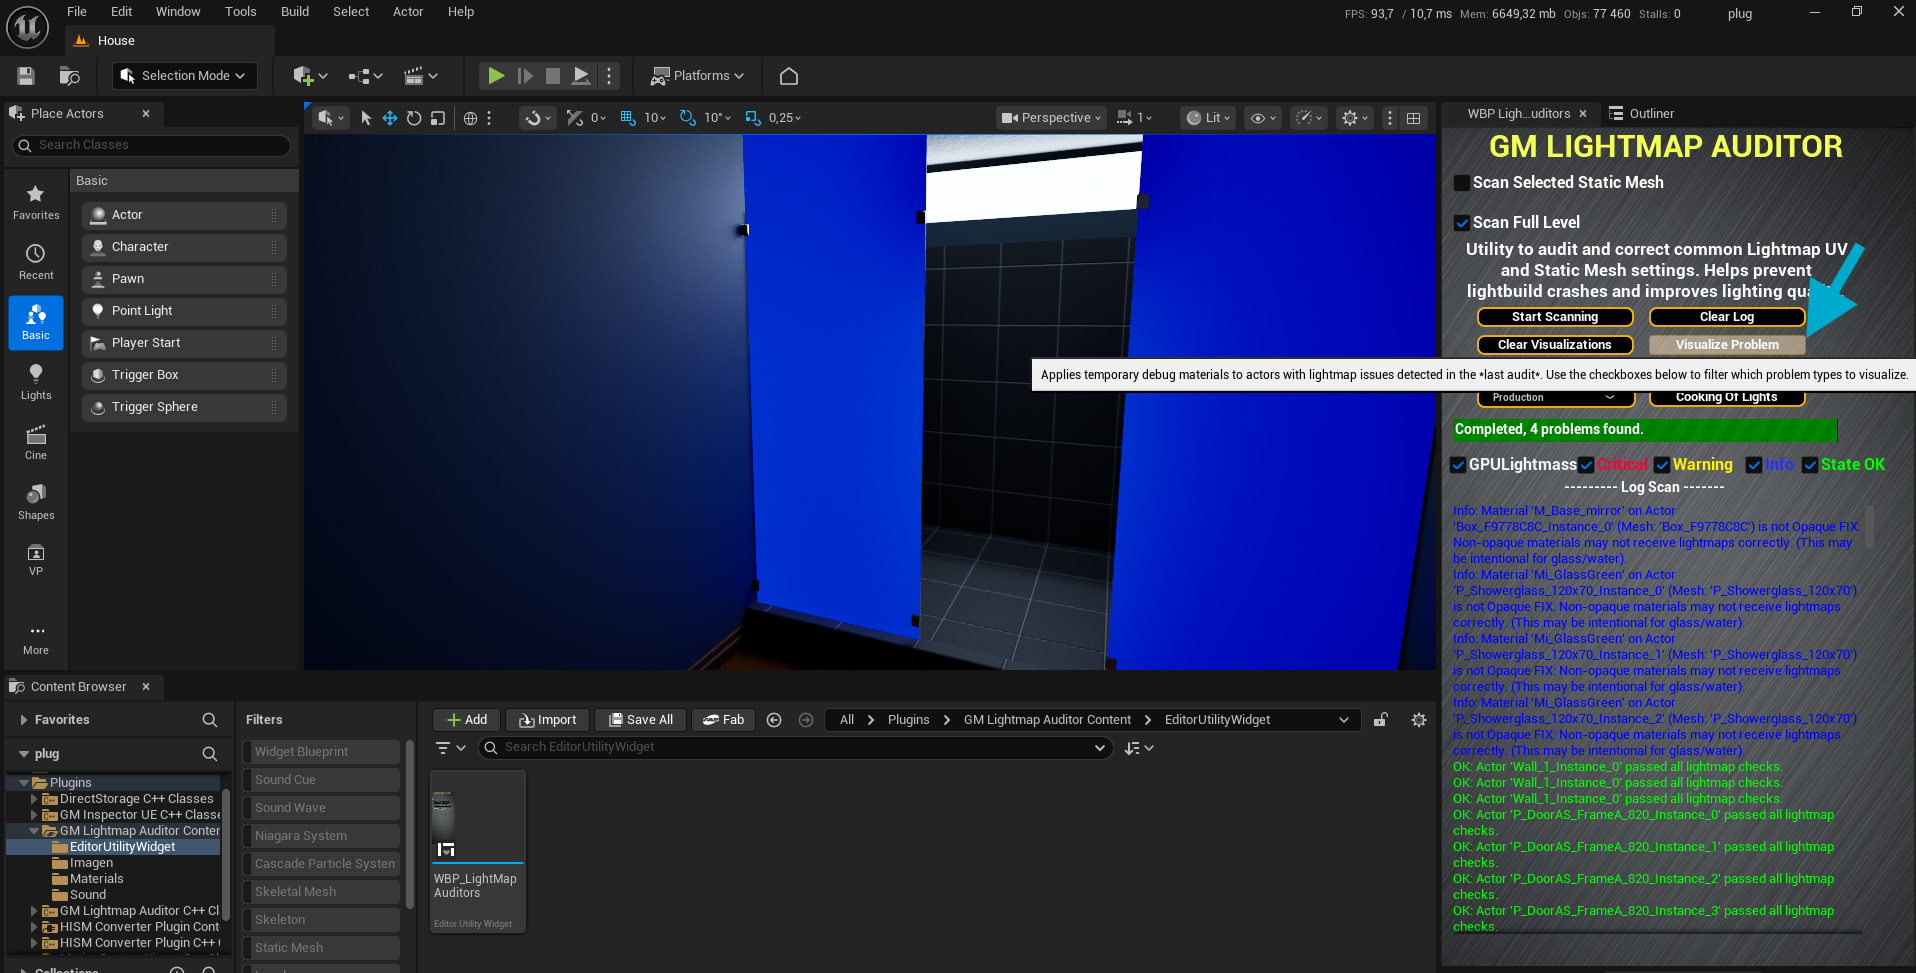 File Edit Window Tools Build Select Actor Help
FPS: 93,7 / 10,7 ms Mem: 6649,32 mb Objs: 77 460 Stalls: 0 plug
House
Selection Mode
Platforms
Place Actors
Search Classes
Favorites
Recent
Basic
Lights
Cine
Shapes
VP
More
Basic
Actor
Character
Pawn
Point Light
Player Start
Trigger Box
Trigger Sphere
0 10 10° 0,25
Perspective 1 Lit
WBP Ligh...uditors Outliner
GM LIGHTMAP AUDITOR
Scan Selected Static Mesh
Scan Full Level
Utility to audit and correct common Lightmap UV
and Static Mesh settings. Helps prevent
lightbuild crashes and improves lighting
Start Scanning Clear Log
Clear Visualizations Visualize Problem
Applies temporary debug materials to actors with lightmap issues detected in the *last audit*. Use the checkboxes below to filter which problem types to visualize.
Production Cooking Of Lights
Completed, 4 problems found.
GPULightmass Critical Warning Info State OK
--------- Log Scan -------
Info: Material 'M_Base_mirror' on Actor
'Box_F9778C8C_Instance_0' (Mesh: 'Box_F9778C8C') is not Opaque FIX:
Non-opaque materials may not receive lightmaps correctly. (This may
be intentional for glass/water).
Info: Material 'Mi_GlassGreen' on Actor
'P_Showerglass_120x70_Instance_0' (Mesh: 'P_Showerglass_120x70')
is not Opaque FIX: Non-opaque materials may not receive lightmaps
correctly. (This may be intentional for glass/water).
Info: Material 'Mi_GlassGreen' on Actor
'P_Showerglass_120x70_Instance_1' (Mesh: 'P_Showerglass_120x70')
is not Opaque FIX: Non-opaque materials may not receive lightmaps
correctly. (This may be intentional for glass/water).
Info: Material 'Mi_GlassGreen' on Actor
'P_Showerglass_120x70_Instance_2' (Mesh: 'P_Showerglass_120x70')
is not Opaque FIX: Non-opaque materials may not receive lightmaps
correctly. (This may be intentional for glass/water).
OK: Actor 'Wall_1_Instance_0' passed all lightmap checks.
OK: Actor 'Wall_1_Instance_0' passed all lightmap checks.
OK: Actor 'Wall_1_Instance_0' passed all lightmap checks.
OK: Actor 'P_DoorAS_FrameA_820_Instance_0' passed all lightmap
checks.
OK: Actor 'P_DoorAS_FrameA_820_Instance_1' passed all lightmap
checks.
OK: Actor 'P_DoorAS_FrameA_820_Instance_2' passed all lightmap
checks.
OK: Actor 'P_DoorAS_FrameA_820_Instance_3' passed all lightmap
checks.
Content Browser
Favorites
plug
Plugins
DirectStorage C++ Classes
GM Inspector UE C++ Classe
GM Lightmap Auditor Conter
EditorUtilityWidget
Imagen
Materials
Sound
GM Lightmap Auditor C++ Cl
HISM Converter Plugin Cont
HISM Converter Plugin C++
Collections
Filters
Widget Blueprint
Sound Cue
Sound Wave
Niagara System
Cascade Particle System
Skeletal Mesh
Skeleton
Static Mesh
Add Import Save All Fab All Plugins GM Lightmap Auditor Content EditorUtilityWidget
Search EditorUtilityWidget
WBP_LightMap
Auditors
Editor Utility Widget